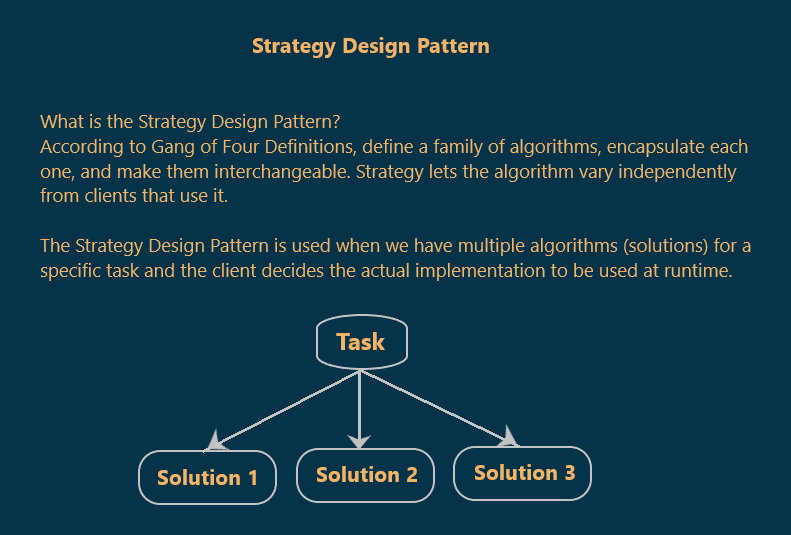 Strategy Design Pattern
What is the Strategy Design Pattern?
According to Gang of Four Definitions, define a family of algorithms, encapsulate each
one, and make them interchangeable. Strategy lets the algorithm vary independently
from clients that use it.
The Strategy Design Pattern is used when we have multiple algorithms (solutions) for a
specific task and the client decides the actual implementation to be used at runtime.
Task
Solution 1
Solution 2
Solution 3